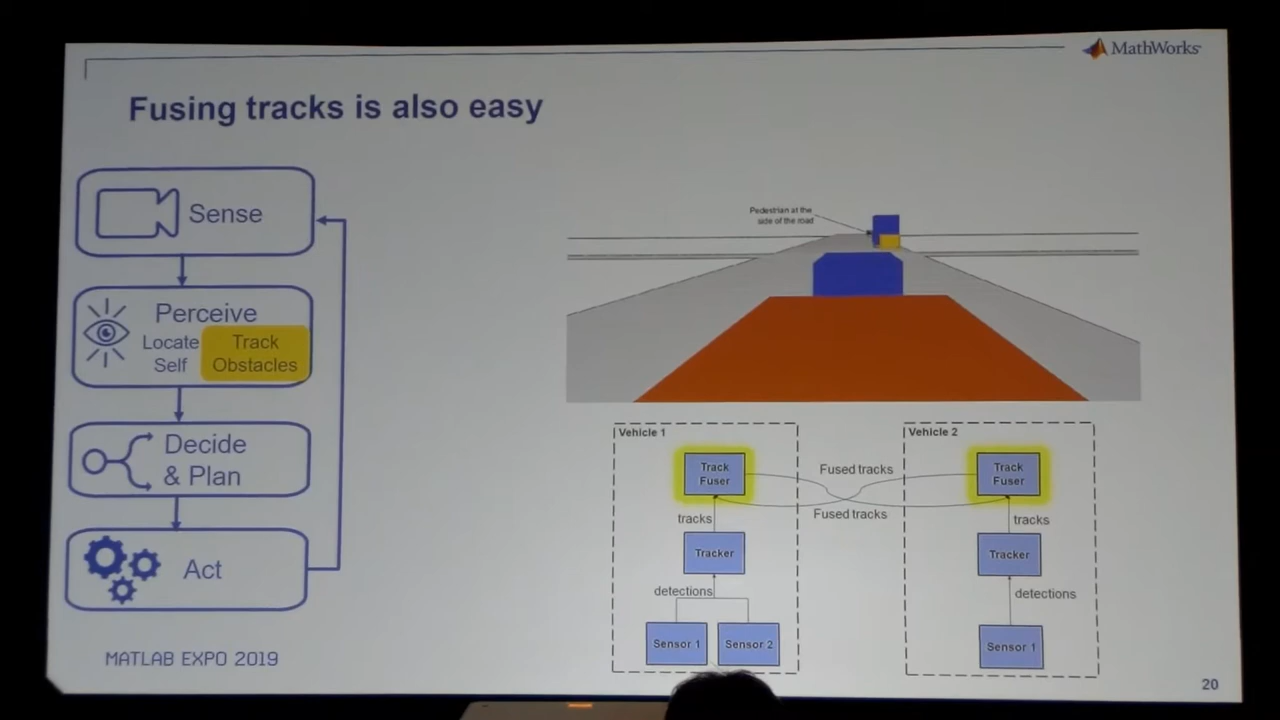 MathWorks
Fusing tracks is also easy
Sense
Perceive
Locate
Self
Track
Obstacles
Decide
& Plan
Act
Pedestrian at the
side of the road
Vehicle 1
Track
Fuser
tracks
Tracker
detections
Sensor 1
Sensor 2
Fused tracks
Fused tracks
Vehicle 2
Track
Fuser
tracks
Tracker
detections
Sensor 1
MATLAB EXPO 2019
20